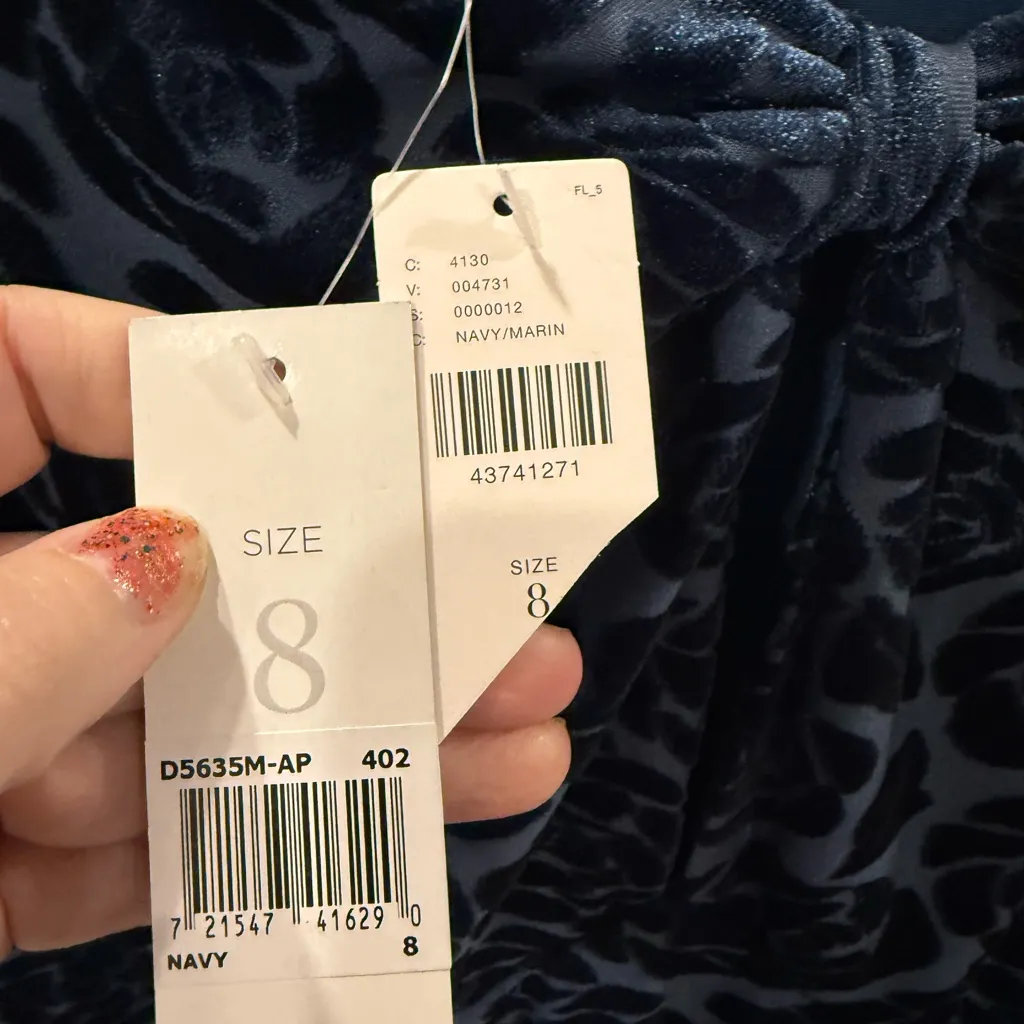 FL_5
C: 4130
V: 004731
S: 0000012
C: NAVY/MARIN
43741271
SIZE
8
SIZE
8
D5635M-AP 402
7 21547 41629 0
NAVY 8